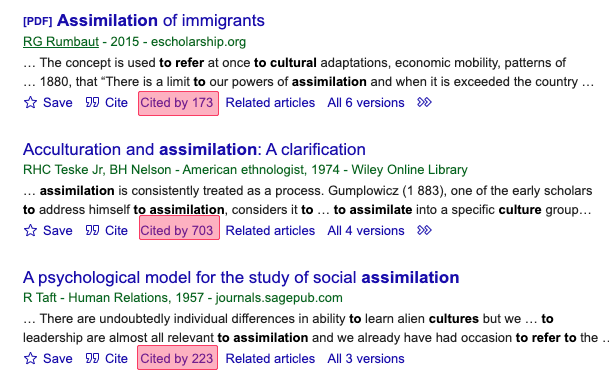 [PDF] Assimilation of immigrants
RG Rumbaut - 2015 - escholarship.org
… The concept is used to refer at once to cultural adaptations, economic mobility, patterns of
… 1880, that “There is a limit to our powers of assimilation and when it is exceeded the country …
Save Cite Cited by 173 Related articles All 6 versions
Acculturation and assimilation: A clarification
RHC Teske Jr, BH Nelson - American ethnologist, 1974 - Wiley Online Library
… assimilation is consistently treated as a process. Gumplowicz (1 883), one of the early scholars
to address himself to assimilation, considers it to … to assimilate into a specific culture group…
Save Cite Cited by 703 Related articles All 4 versions
A psychological model for the study of social assimilation
R Taft - Human Relations, 1957 - journals.sagepub.com
… There are undoubtedly individual differences in ability to learn alien cultures but we … to
leadership are almost all relevant to assimilation and we already have had occasion to refer to the …
Save Cite Cited by 223 Related articles All 3 versions